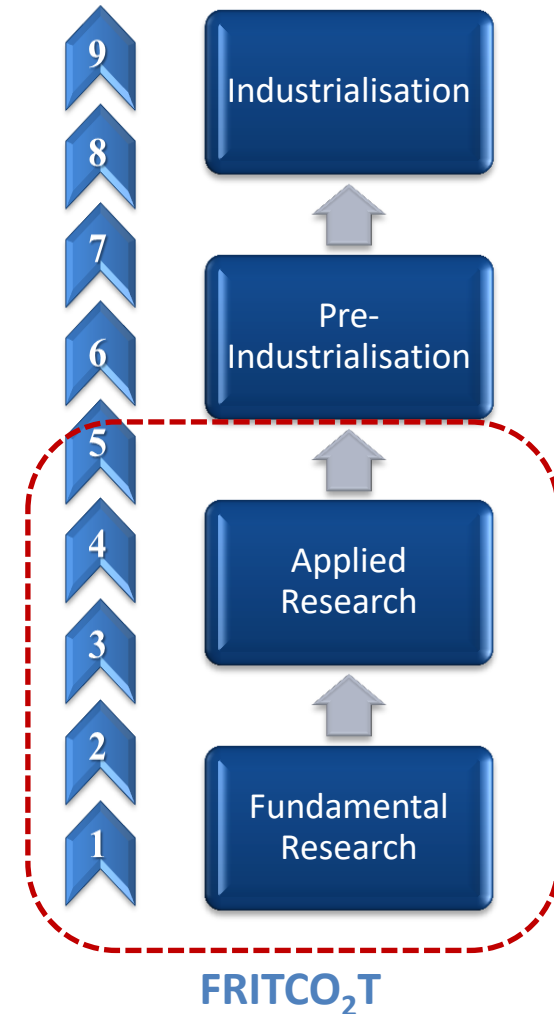 9
Industrialisation
8
7
Pre-
Industrialisation
6
5
4
Applied
Research
3
2
Fundamental
Research
1
FRITCO₂T